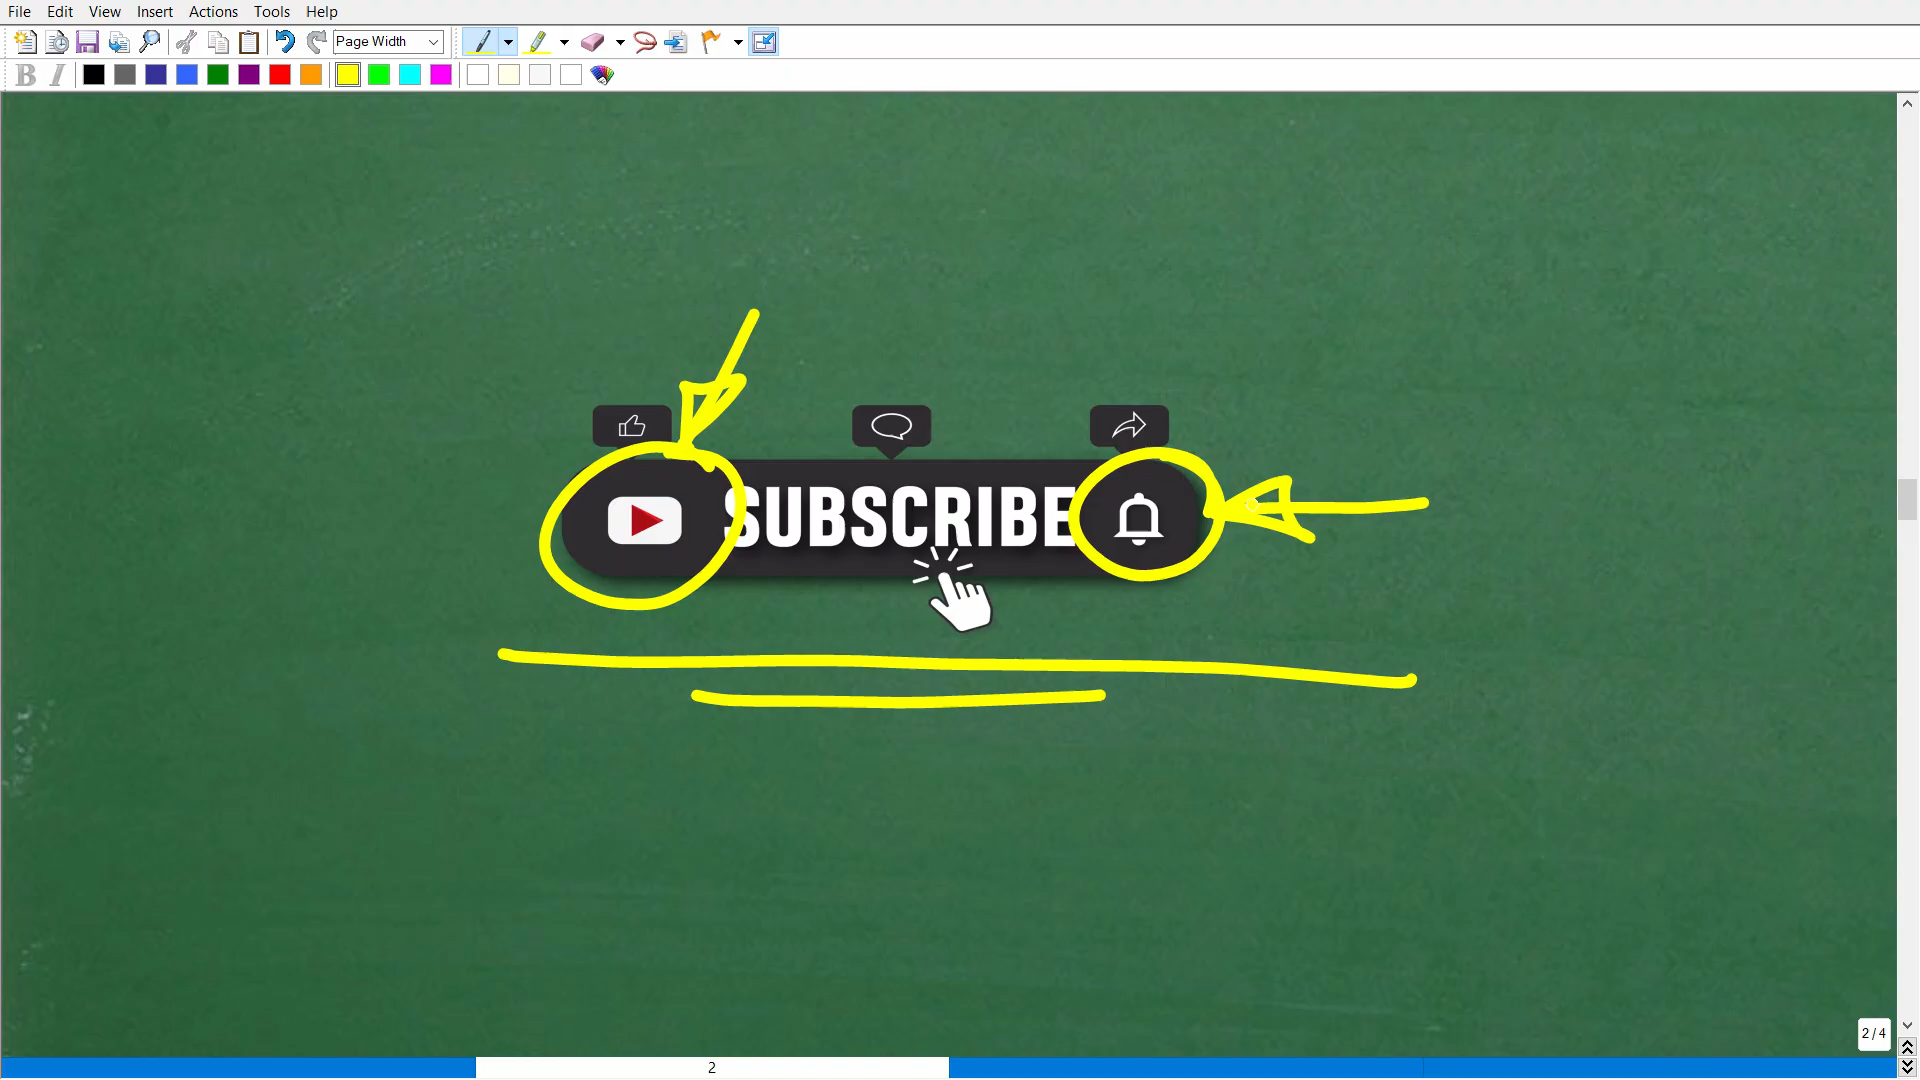 File Edit View Insert Actions Tools Help
Page Width
B I
SUBSCRIBE
2 / 4
2